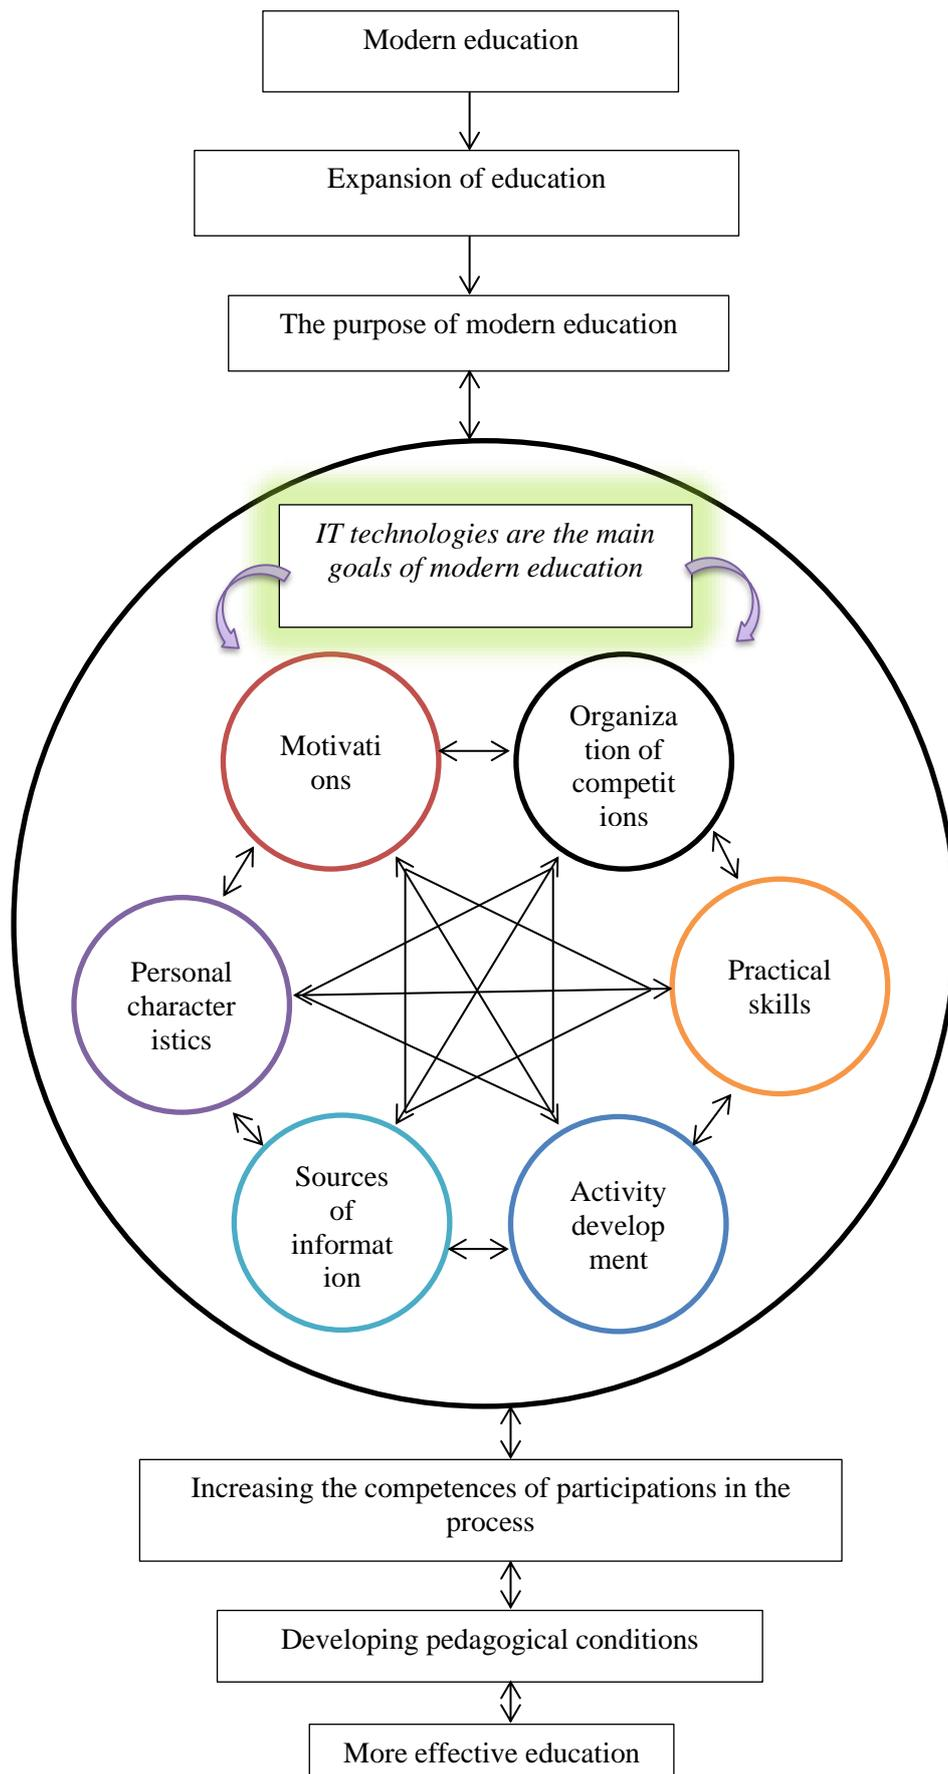 Modern education
Expansion of education
The purpose of modern education
IT technologies are the main
goals of modern education
Motivati
ons
Organiza
tion of
competit
ions
Personal
character
istics
Practical
skills
Sources
of
informat
ion
Activity
develop
ment
Increasing the competences of participations in the
process
Developing pedagogical conditions
More effective education